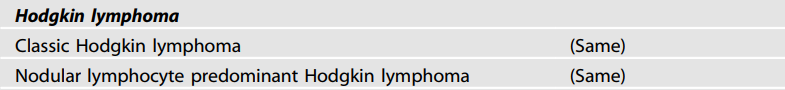 Hodgkin lymphoma
Classic Hodgkin lymphoma (Same)
Nodular lymphocyte predominant Hodgkin lymphoma (Same)